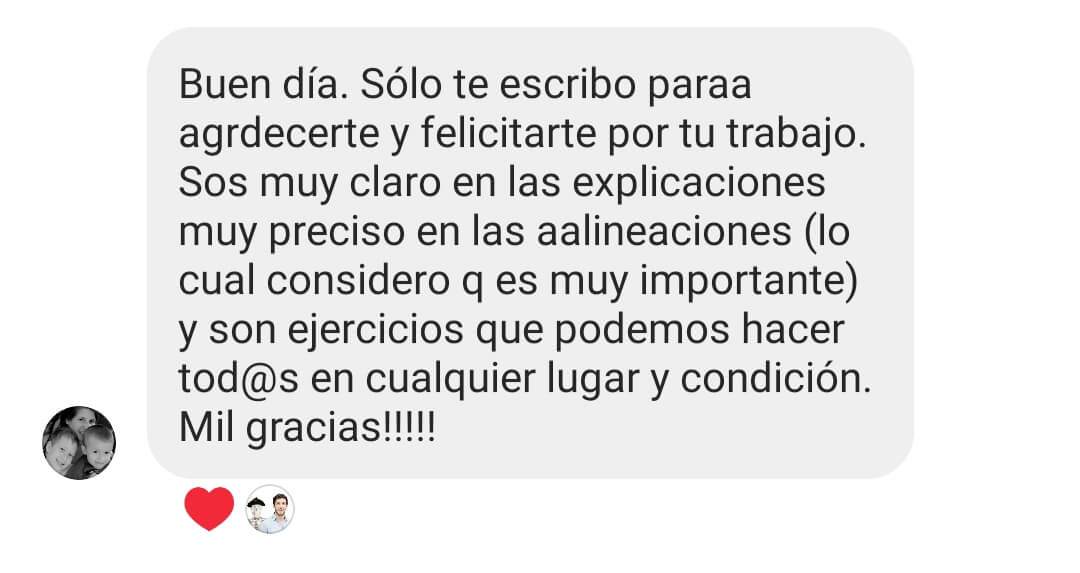 Buen día. Sólo te escribo paraa
agrdecerte y felicitarte por tu trabajo.
Sos muy claro en las explicaciones
muy preciso en las aalineaciones (lo
cual considero q es muy importante)
y son ejercicios que podemos hacer
tod@s en cualquier lugar y condición.
Mil gracias!!!!!